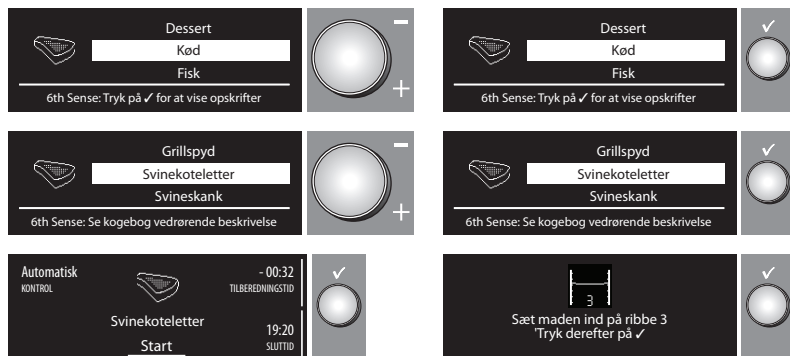 Dessert
Kød
Fisk
6th Sense: Tryk på ✓ for at vise opskrifter
Dessert
Kød
Fisk
6th Sense: Tryk på ✓ for at vise opskrifter
Grillspyd
Svinekoteletter
Svineskank
6th Sense: Se kogebog vedrørende beskrivelse
Grillspyd
Svinekoteletter
Svineskank
6th Sense: Se kogebog vedrørende beskrivelse
Automatisk
KONTROL
- 00:32
TILBEREDNINGSTID
Svinekoteletter
Start
19:20
SLUTTID
3
Sæt maden ind på ribbe 3
'Tryk derefter på ✓